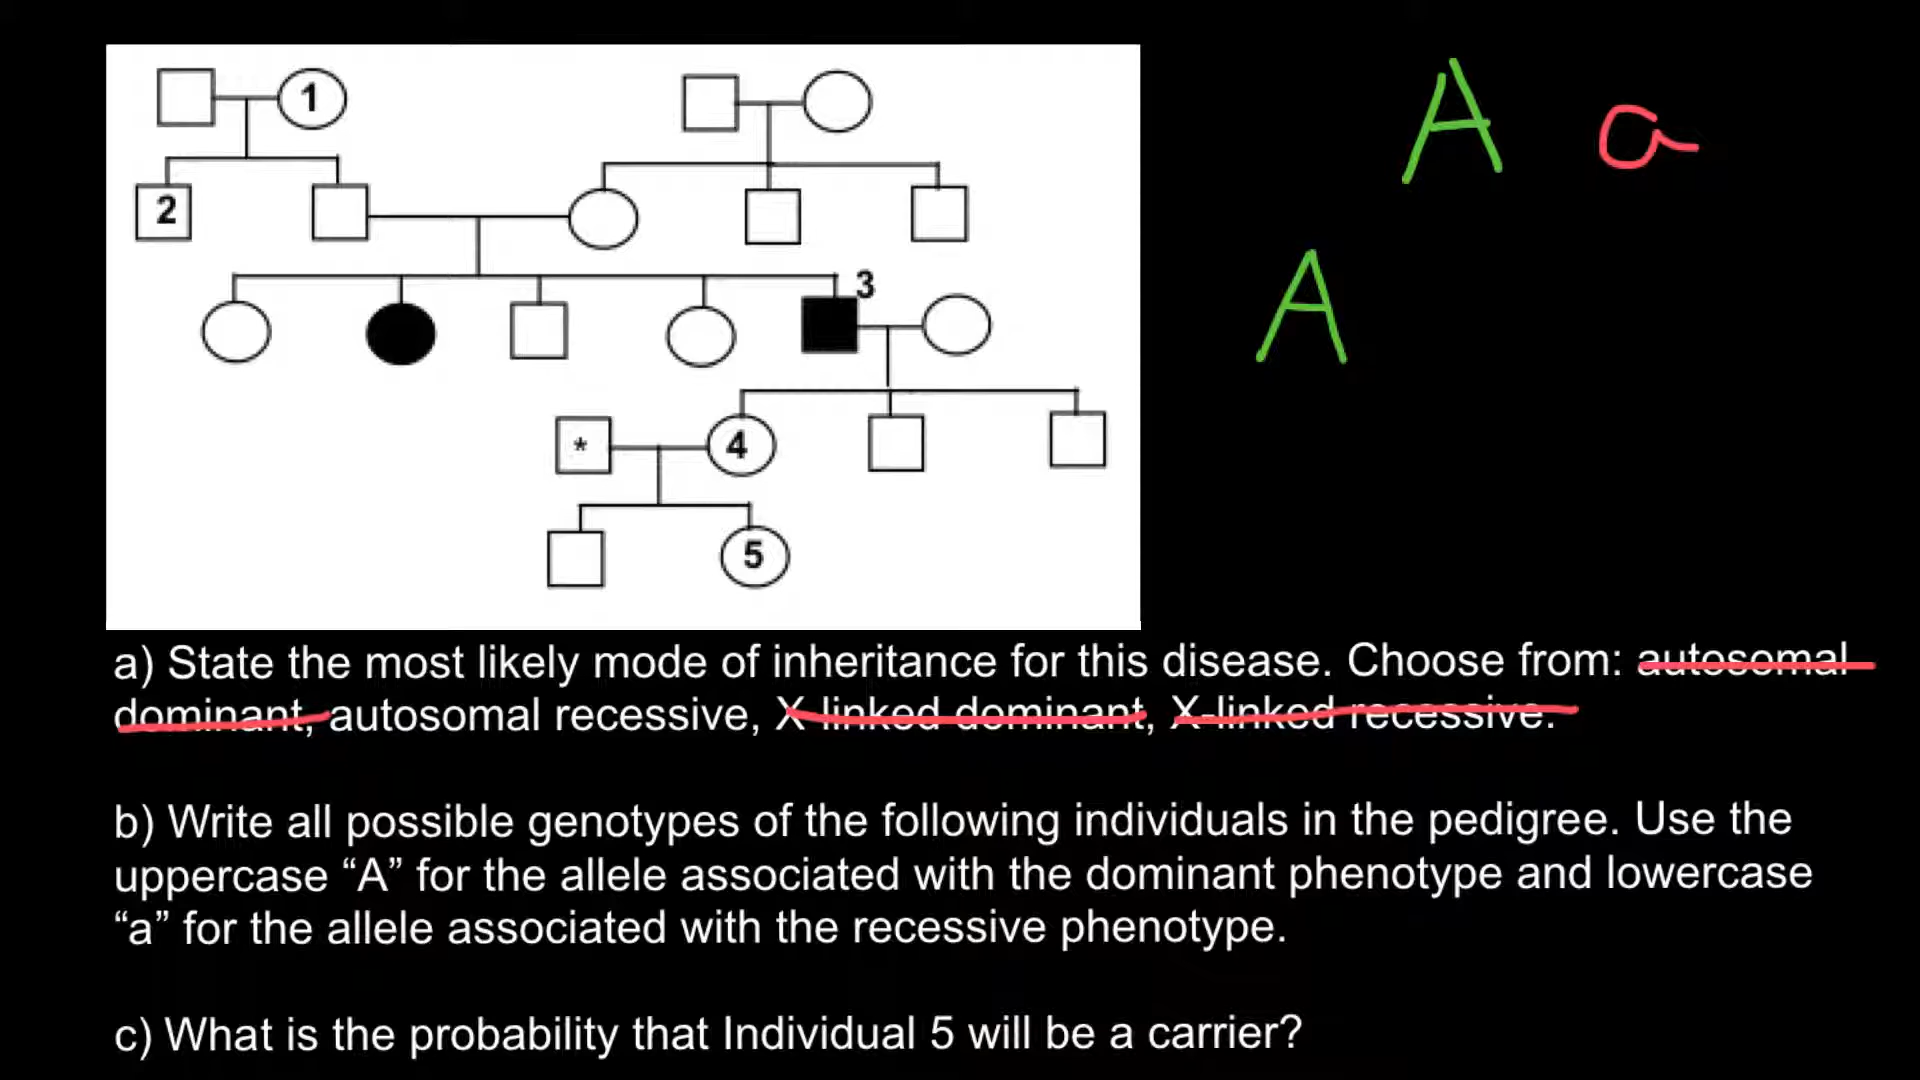 1
2
3
*
4
5
A a
A
a) State the most likely mode of inheritance for this disease. Choose from: autosomal
dominant, autosomal recessive, X-linked dominant, X-linked recessive.
b) Write all possible genotypes of the following individuals in the pedigree. Use the
uppercase “A” for the allele associated with the dominant phenotype and lowercase
“a” for the allele associated with the recessive phenotype.
c) What is the probability that Individual 5 will be a carrier?